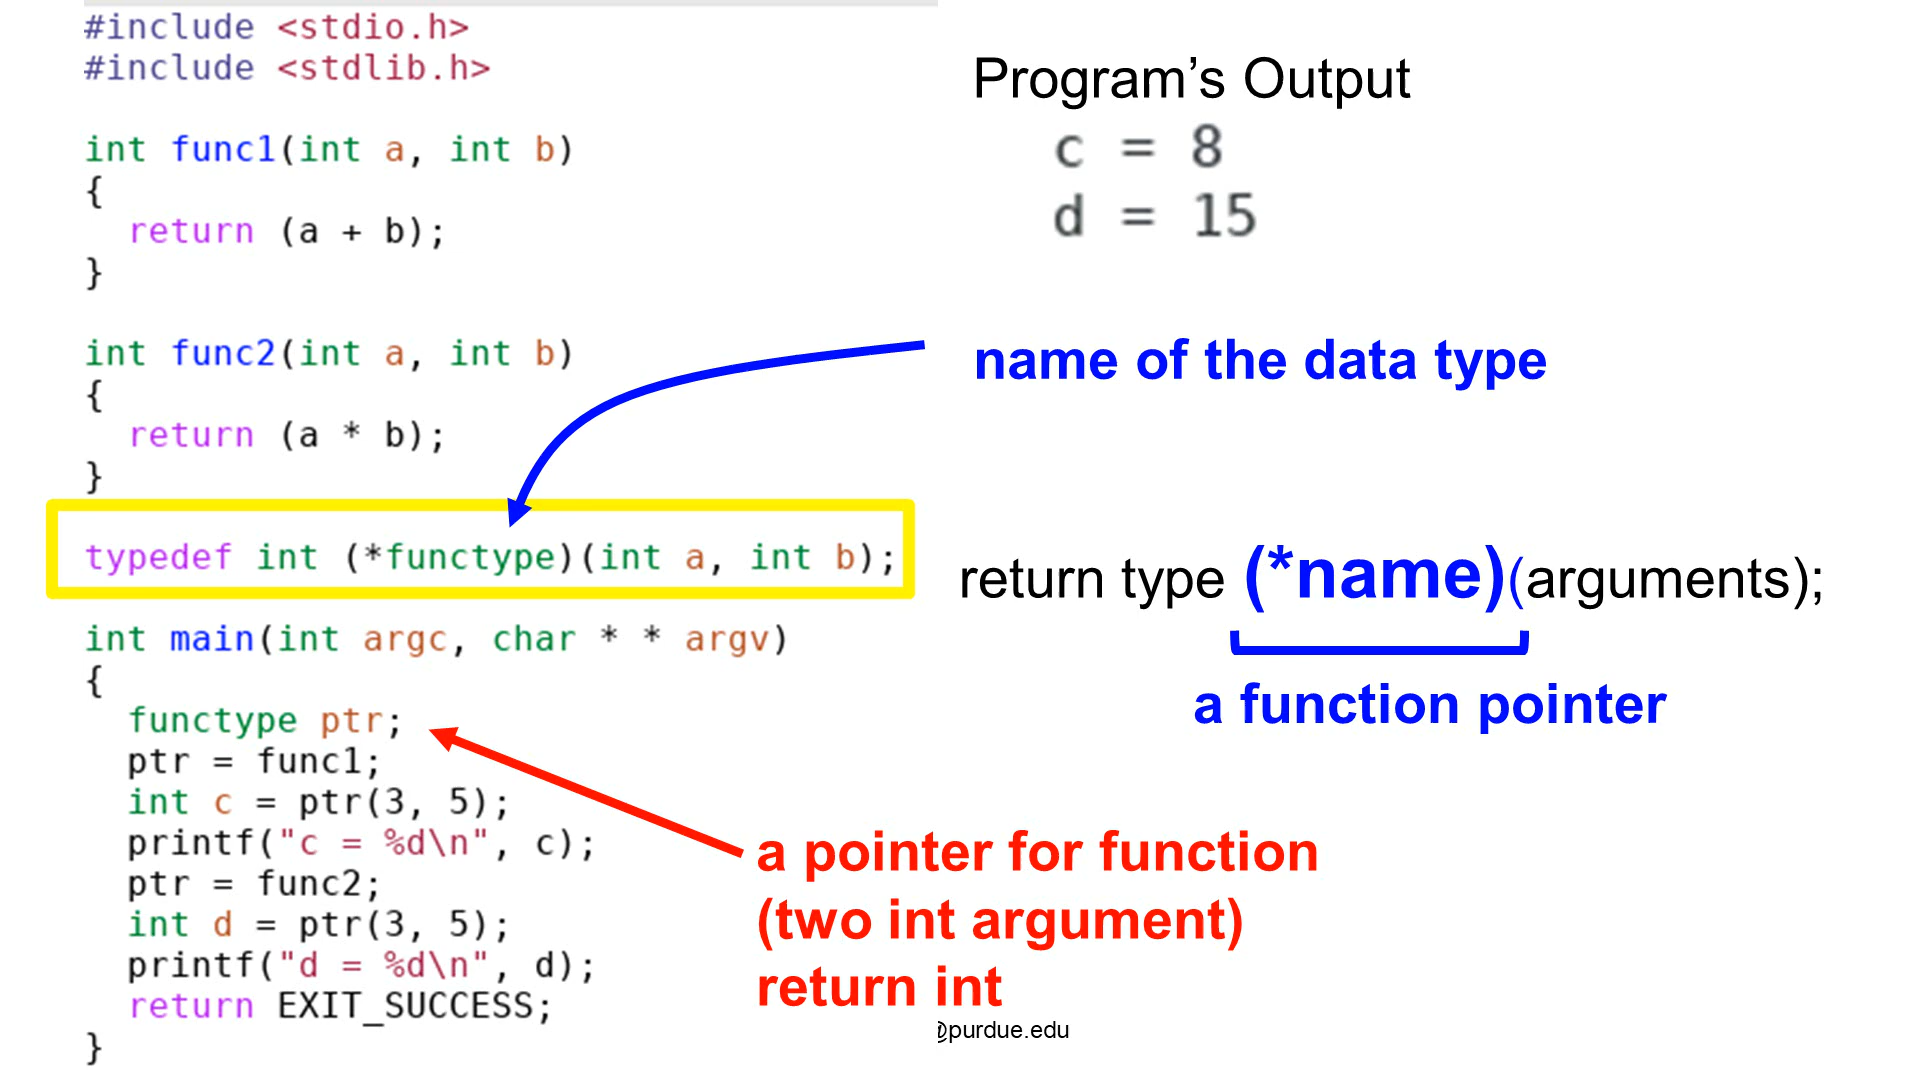 #include <stdio.h>
#include <stdlib.h>
int func1(int a, int b)
{
return (a + b);
}
int func2(int a, int b)
{
return (a * b);
}
typedef int (*functype)(int a, int b);
int main(int argc, char * * argv)
{
functype ptr;
ptr = func1;
int c = ptr(3, 5);
printf("c = %d\n", c);
ptr = func2;
int d = ptr(3, 5);
printf("d = %d\n", d);
return EXIT_SUCCESS;
}
Program’s Output
c = 8
d = 15
name of the data type
return type (*name)(arguments);
a function pointer
a pointer for function
(two int argument)
return int
@purdue.edu